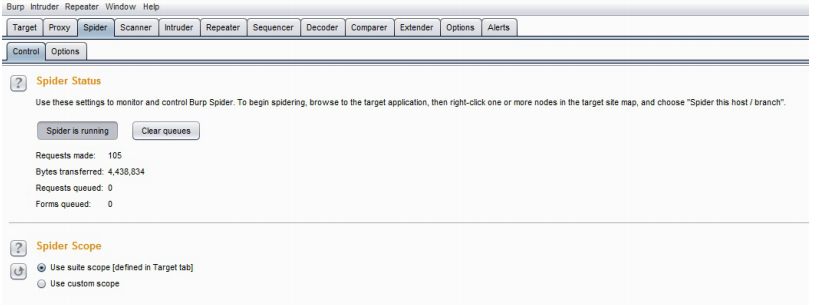 Burp Intruder Repeater Window Help
Target Proxy Spider Scanner Intruder Repeater Sequencer Decoder Comparer Extender Options Alerts
Control Options
? Spider Status
Use these settings to monitor and control Burp Spider. To begin spidering, browse to the target application, then right-click one or more nodes in the target site map, and choose "Spider this host / branch".
Spider is running Clear queues
Requests made: 105
Bytes transferred: 4,438,834
Requests queued: 0
Forms queued: 0
? Spider Scope
Use suite scope [defined in Target tab]
Use custom scope